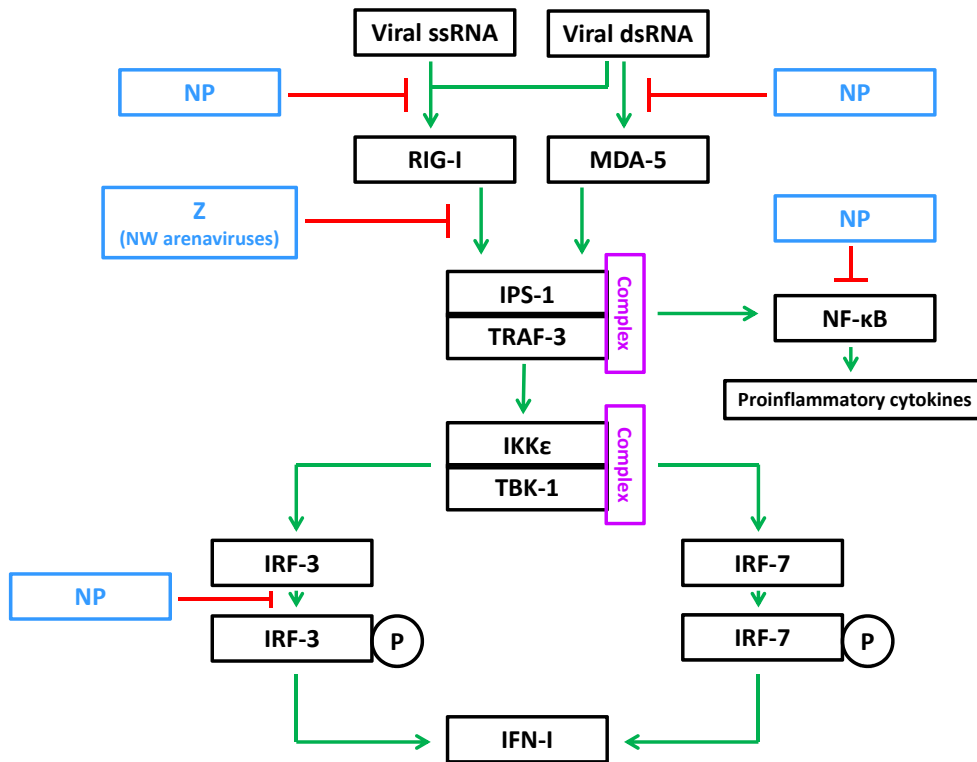 Viral ssRNA
Viral dsRNA
NP
NP
RIG-I
MDA-5
Z
(NW arenaviruses)
NP
IPS-1
TRAF-3
Complex
NF-κB
Proinflammatory cytokines
IKKε
TBK-1
Complex
IRF-3
IRF-7
NP
IRF-3
P
IRF-7
P
IFN-I